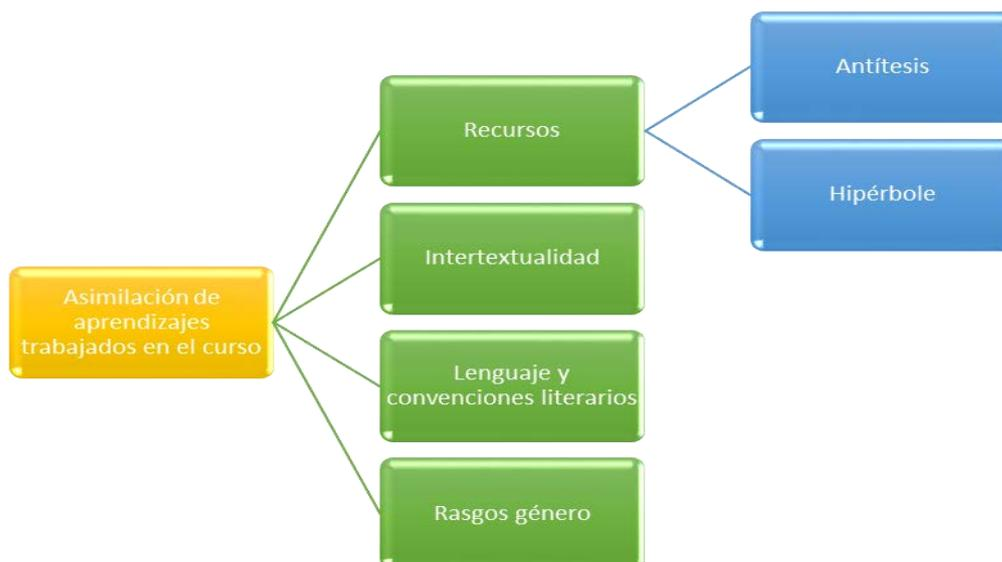 Antítesis
Recursos
Hipérbole
Intertextualidad
Asimilación de
aprendizajes
trabajados en el curso
Lenguaje y
convenciones literarios
Rasgos género